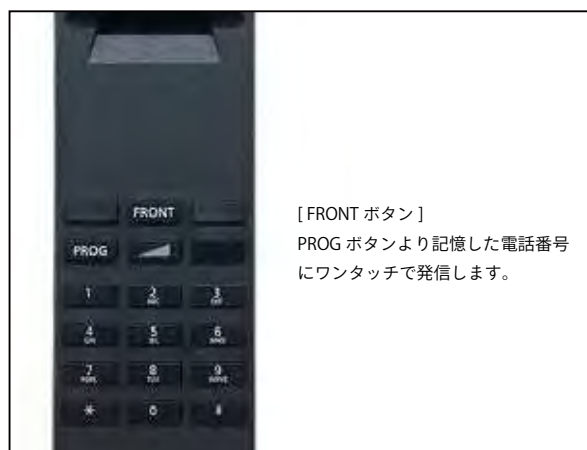 FRONT
PROG
1 2 3
4 5 6
7 8 9
* 0
[ FRONT ボタン ]
PROG ボタンより記憶した電話番号
にワンタッチで発信します。